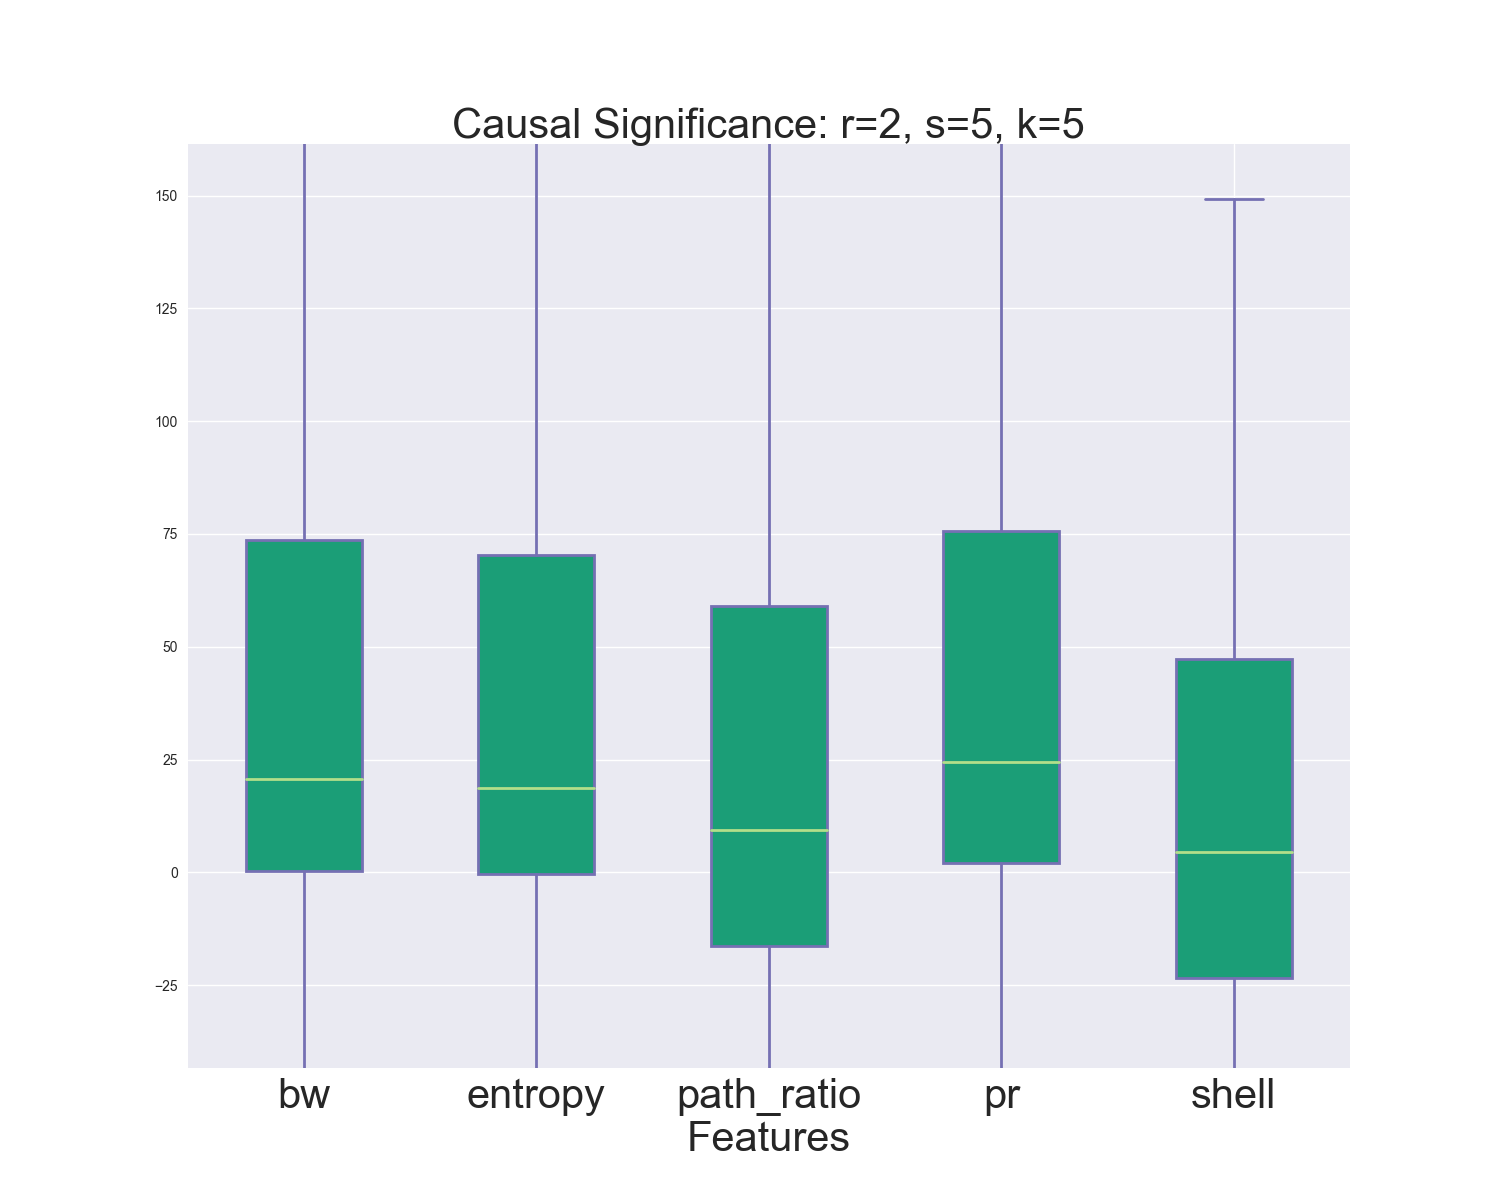 Causal Significance: r=2, s=5, k=5
150
125
100
75
50
25
0
−25
bw entropy path_ratio pr shell
Features